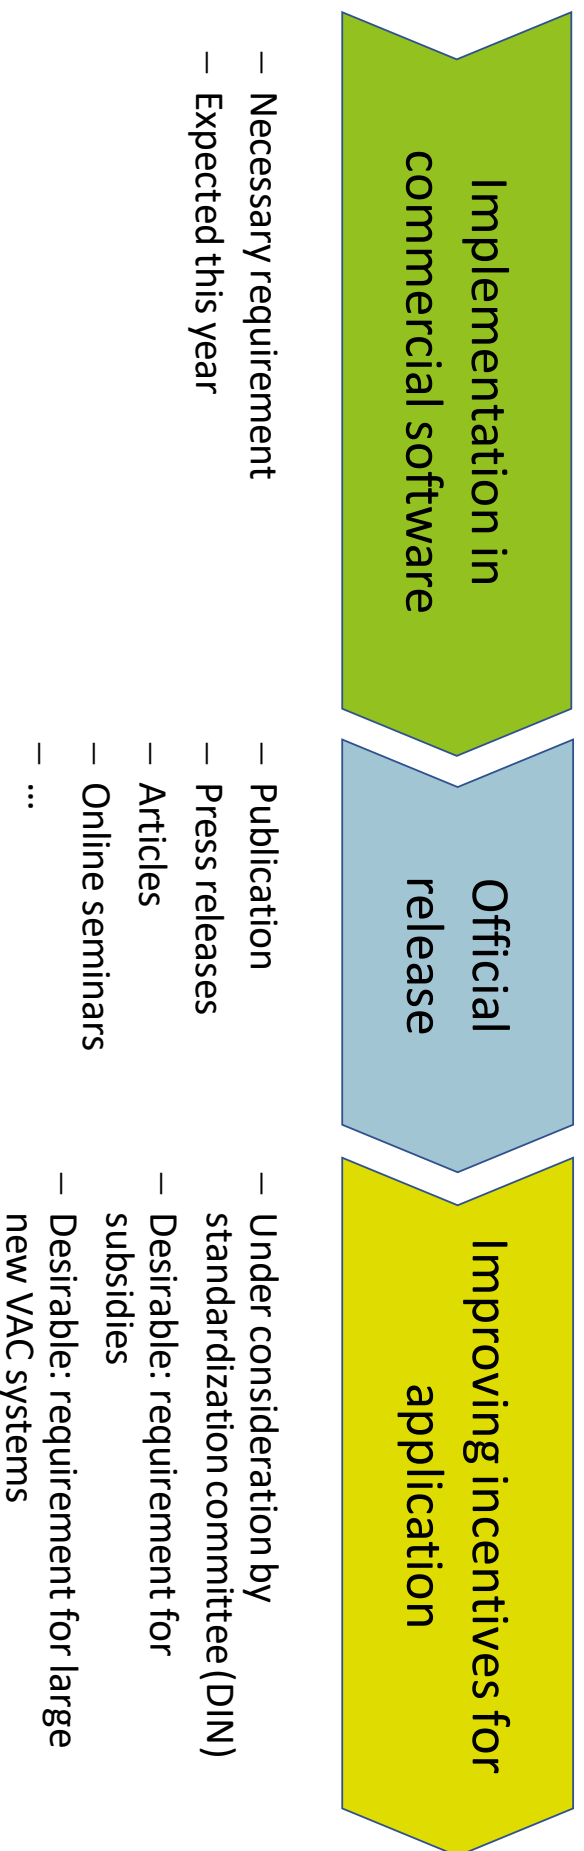 Implementation in
commercial software
– Necessary requirement
– Expected this year
Official
release
– Publication
– Press releases
– Articles
– Online seminars
– ...
Improving incentives for
application
– Under consideration by
standardization committee (DIN)
– Desirable: requirement for
subsidies
– Desirable: requirement for large
new VAC systems